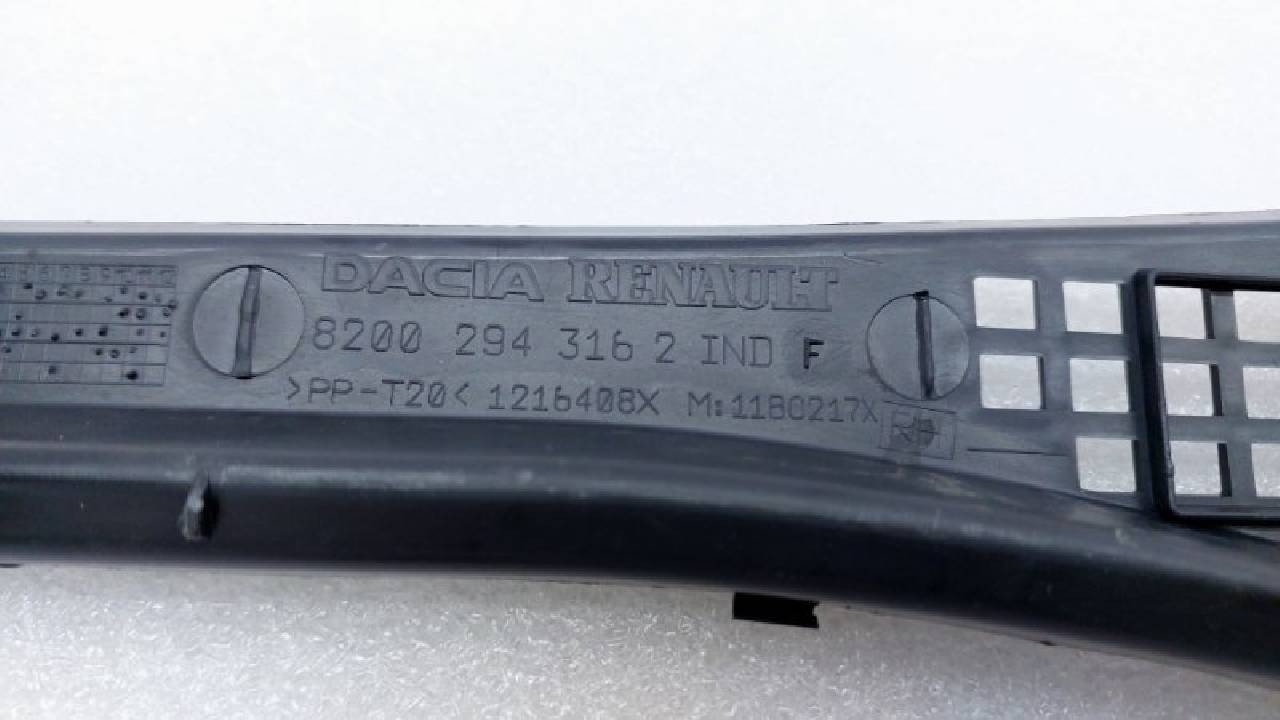 DACIA RENAULT
8200 294 316 2 IND F
>PP-T20< 1216408X M:1180217X